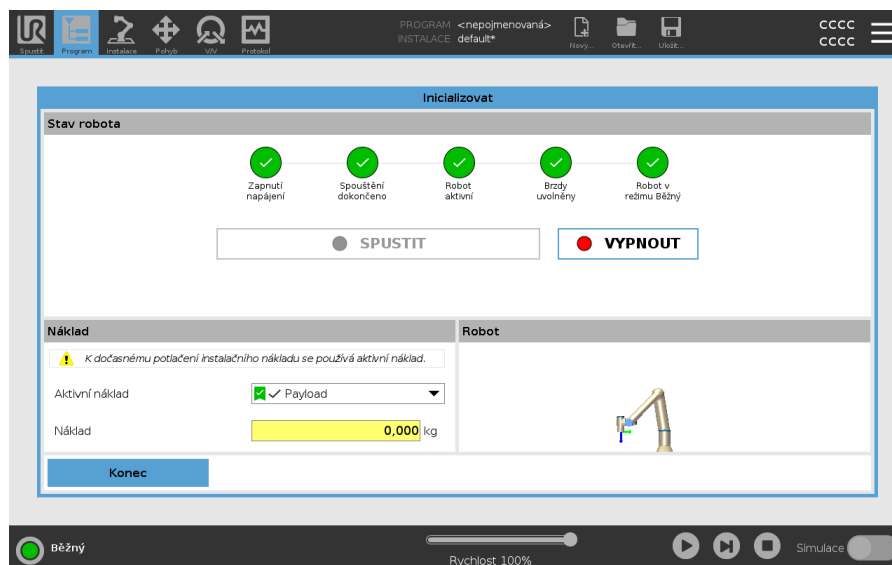 PROGRAM <nepojmenovaná>
INSTALACE default*
CCCC
CCCC
Spustit Program Instalace Pohyb V/V Protokol Nový... Otevřít... Uložit...
Inicializovat
Stav robota
Zapnutí
napájení
Spouštění
dokončeno
Robot
aktivní
Brzdy
uvolněny
Robot v
režimu Běžný
SPUSTIT
VYPNOUT
Náklad
Robot
K dočasnému potlačení instalačního nákladu se používá aktivní náklad.
Aktivní náklad Payload
Náklad 0,000 kg
Konec
Běžný
Rychlost 100%
Simulace